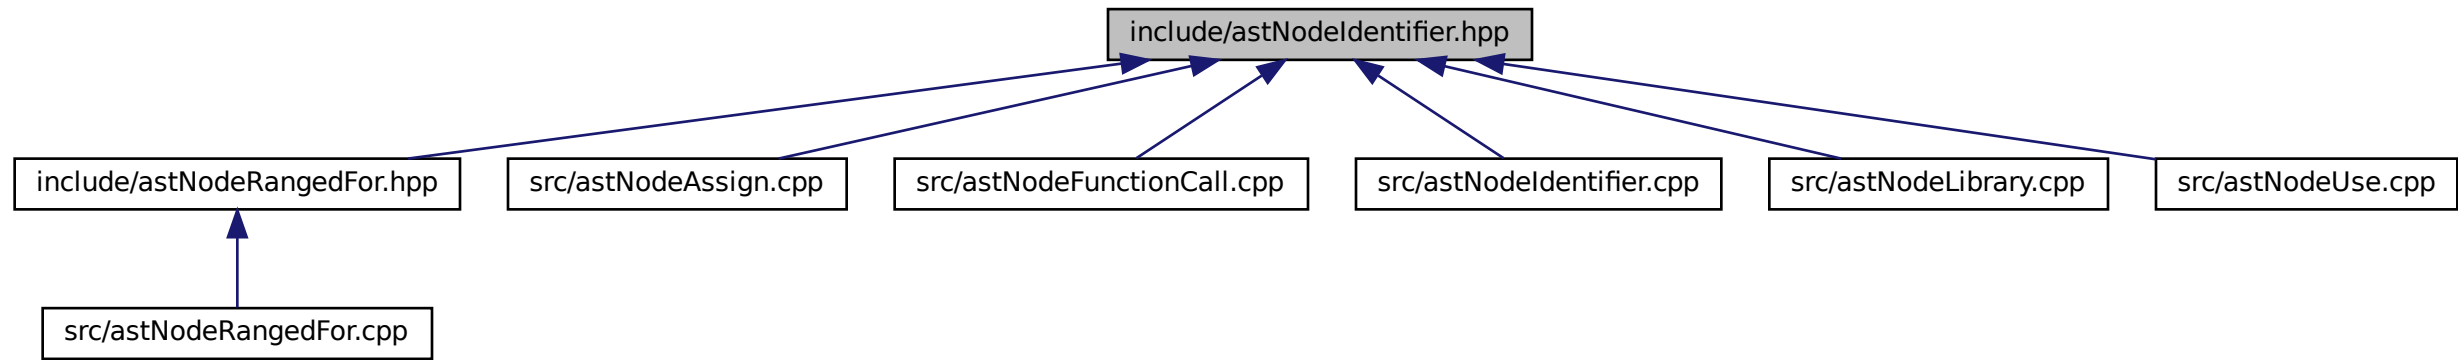 include/astNodeIdentifier.hpp
include/astNodeRangedFor.hpp
src/astNodeAssign.cpp
src/astNodeFunctionCall.cpp
src/astNodeIdentifier.cpp
src/astNodeLibrary.cpp
src/astNodeUse.cpp
src/astNodeRangedFor.cpp